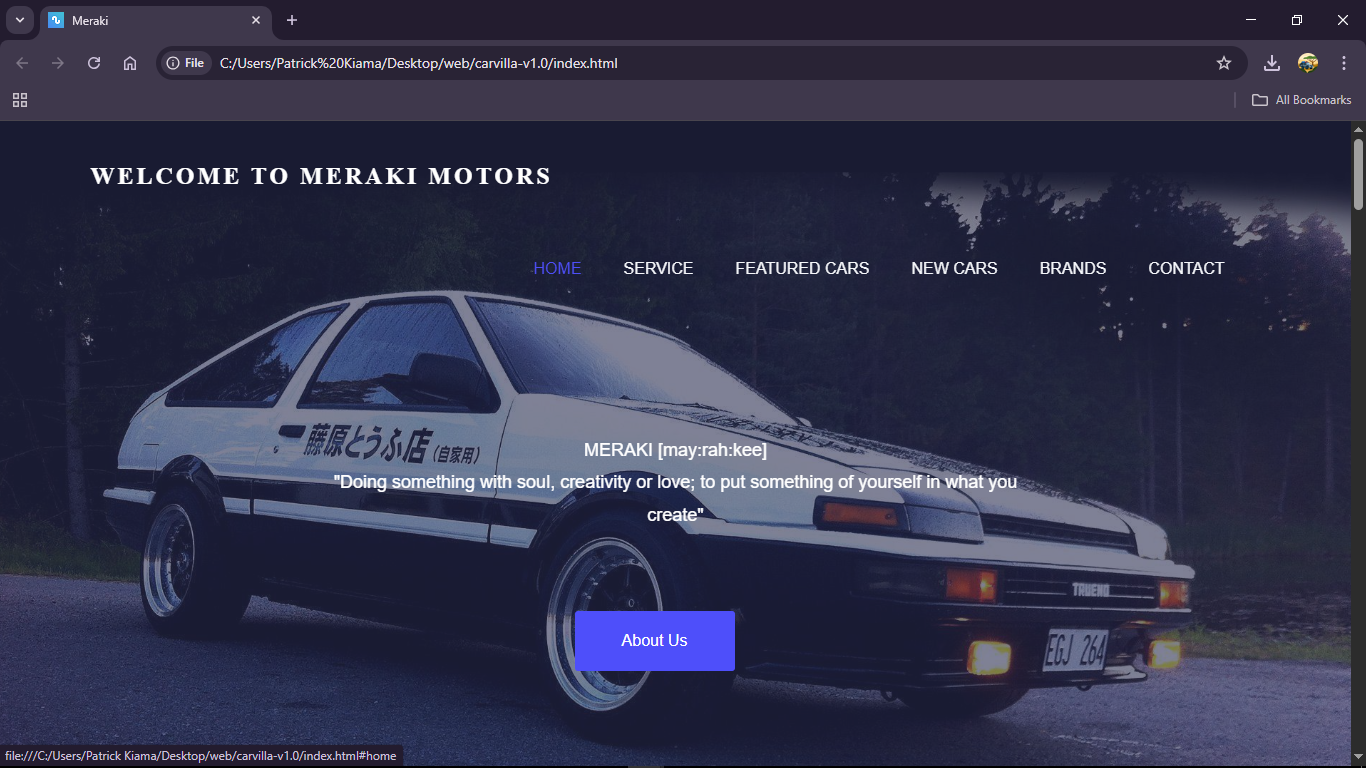 Meraki
File
C:/Users/Patrick%20Kiama/Desktop/web/carvilla-v1.0/index.html
All Bookmarks
WELCOME TO MERAKI MOTORS
HOME SERVICE FEATURED CARS NEW CARS BRANDS CONTACT
藤原とうふ店(自家用)
MERAKI [may:rah:kee]
"Doing something with soul, creativity or love; to put something of yourself in what you
create"
TRUENO
About Us
EGJ 264
file:///C:/Users/Patrick Kiama/Desktop/web/carvilla-v1.0/index.html#home